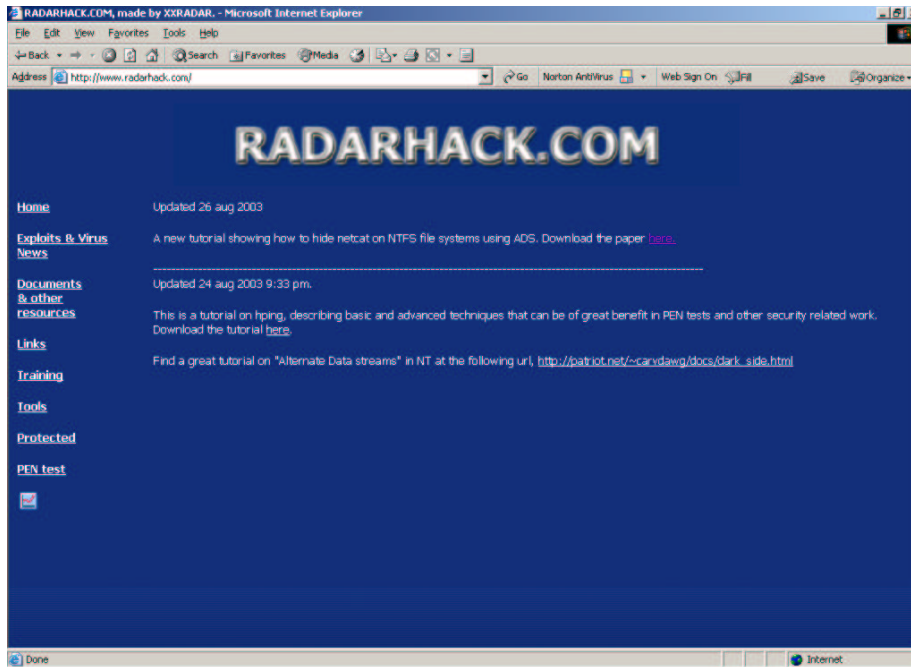 RADARHACK.COM, made by XXRADAR. - Microsoft Internet Explorer
File Edit View Favorites Tools Help
Back Search Favorites Media
Address http://www.radarhack.com/ Go Norton AntiVirus Web Sign On Fill Save Organize
RADARHACK.COM
Home
Exploits & Virus
News
Documents
& other
resources
Links
Training
Tools
Protected
PEN test
Updated 26 aug 2003
A new tutorial showing how to hide netcat on NTFS file systems using ADS. Download the paper here.
Updated 24 aug 2003 9:33 pm.
This is a tutorial on hping, describing basic and advanced techniques that can be of great benefit in PEN tests and other security related work.
Download the tutorial here.
Find a great tutorial on "Alternate Data streams" in NT at the following url, http://patriot.net/~carvdawg/docs/dark_side.html
Done Internet